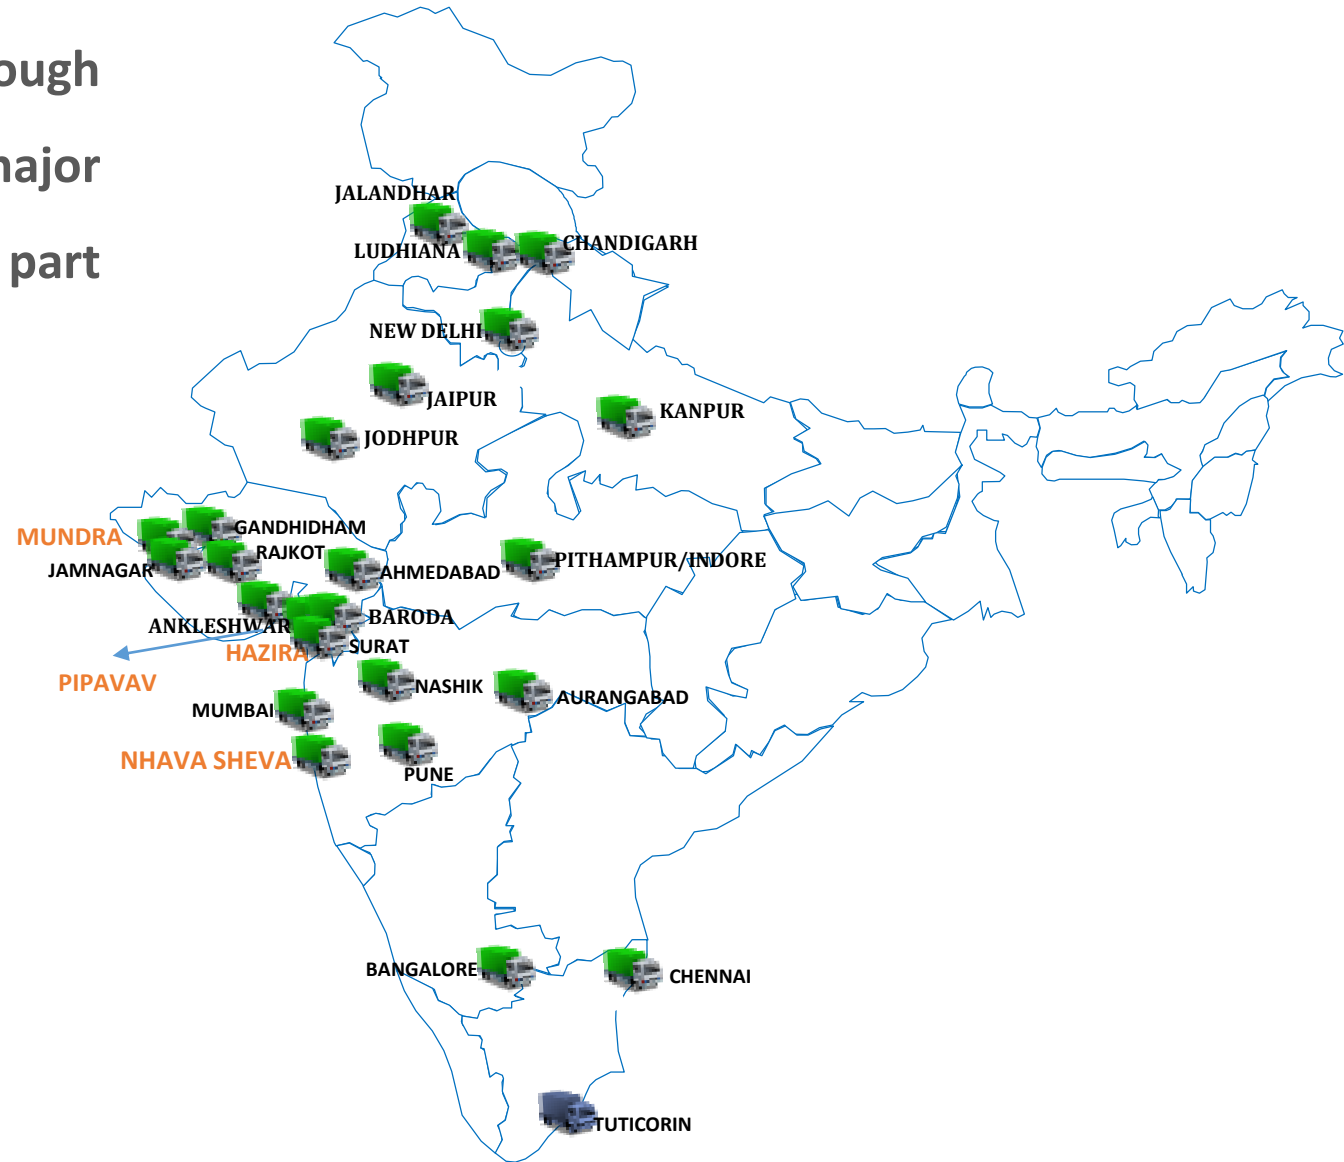 ough
major
part
JALANDHAR
LUDHIANA
CHANDIGARH
NEW DELHI
JAIPUR
KANPUR
JODHPUR
MUNDRA
GANDHIDHAM
RAJKOT
JAMNAGAR
AHMEDABAD
PITHAMPUR/INDORE
ANKLESHWAR
BARODA
HAZIRA
SURAT
PIPAVAV
NASHIK
AURANGABAD
MUMBAI
NHAVA SHEVA
PUNE
BANGALORE
CHENNAI
TUTICORIN